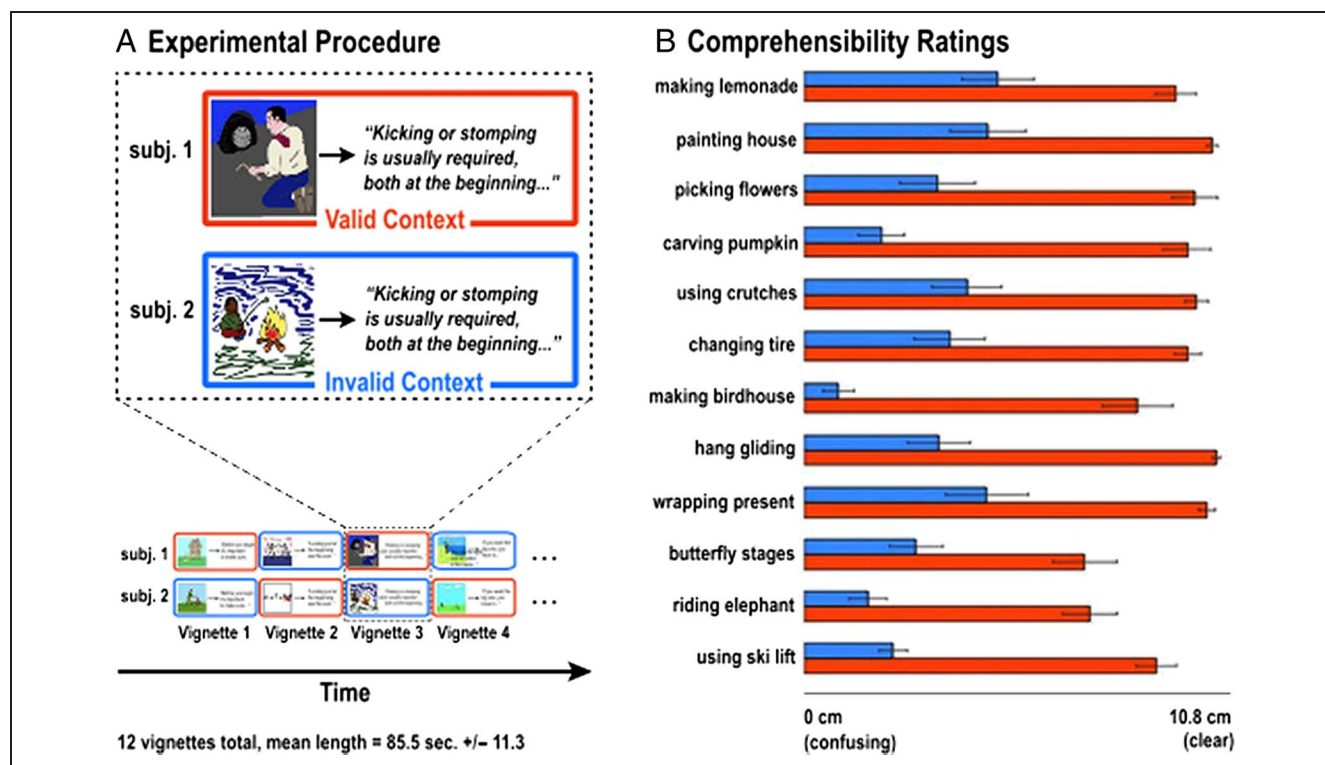 A Experimental Procedure
subj. 1
"Kicking or stomping
is usually required,
both at the beginning..."
Valid Context
subj. 2
"Kicking or stomping
is usually required,
both at the beginning..."
Invalid Context
subj. 1
...
subj. 2
...
Vignette 1 Vignette 2 Vignette 3 Vignette 4
Time
12 vignettes total, mean length = 85.5 sec. +/– 11.3
B Comprehensibility Ratings
making lemonade
painting house
picking flowers
carving pumpkin
using crutches
changing tire
making birdhouse
hang gliding
wrapping present
butterfly stages
riding elephant
using ski lift
0 cm 10.8 cm
(confusing) (clear)